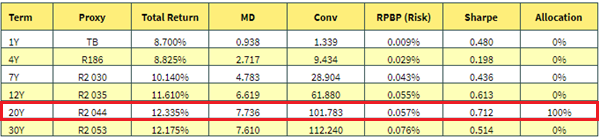 Term Proxy Total Return MD Conv RPBP (Risk) Sharpe Allocation
1Y TB 8.700% 0.938 1.339 0.009% 0.480 0%
4Y R186 8.825% 2.717 9.434 0.029% 0.198 0%
7Y R2 030 10.140% 4.783 28.904 0.043% 0.436 0%
12Y R2 035 11.610% 6.619 61.880 0.055% 0.613 0%
20Y R2 044 12.335% 7.736 101.783 0.057% 0.712 100%
30Y R2 053 12.175% 7.610 112.240 0.076% 0.514 0%